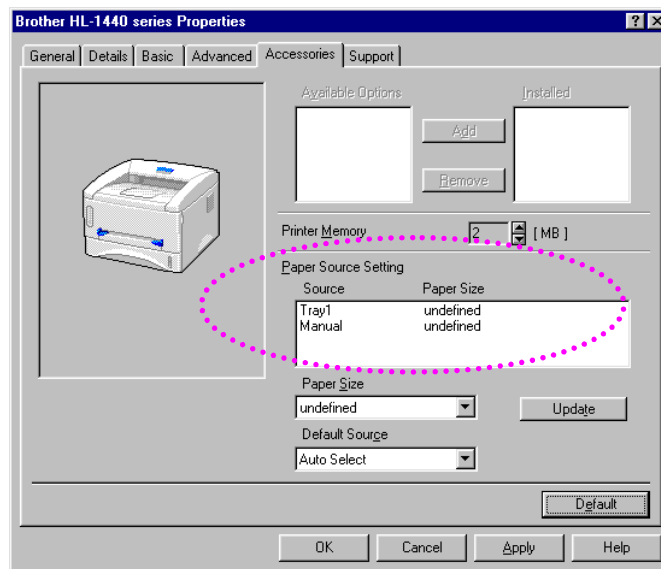 Brother HL-1440 series Properties
General Details Basic Advanced Accessories Support
Available Options Installed
Add
Remove
Printer Memory 2 [ MB ]
Paper Source Setting
Source Paper Size
Tray1 undefined
Manual undefined
Paper Size
undefined Update
Default Source
Auto Select
Default
OK Cancel Apply Help